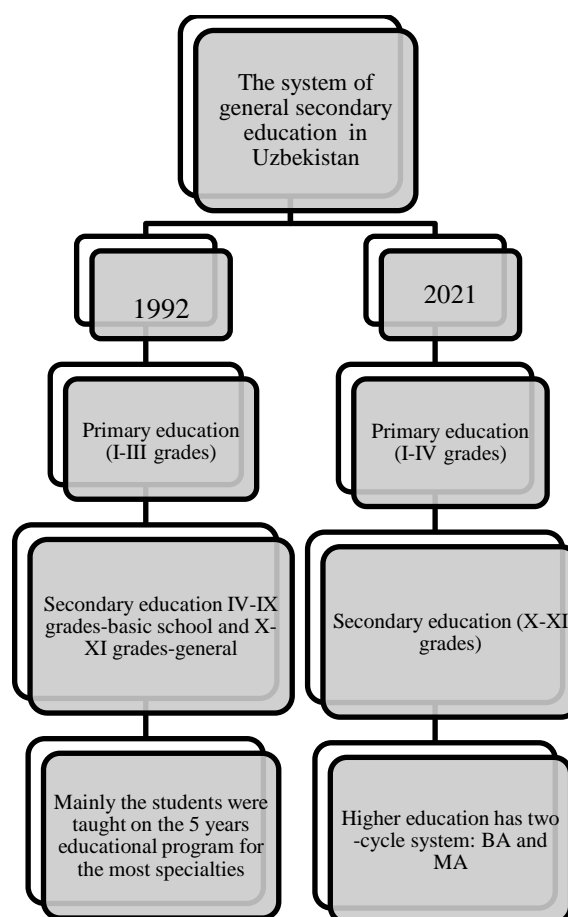 The system of
general secondary
education in
Uzbekistan
1992
2021
Primary education
(I-III grades)
Primary education
(I-IV grades)
Secondary education IV-IX
grades-basic school and X-
XI grades-general
Secondary education (X-XI
grades)
Mainly the students were
taught on the 5 years
educational program for
the most specialties
Higher education has two
-cycle system: BA and
MA